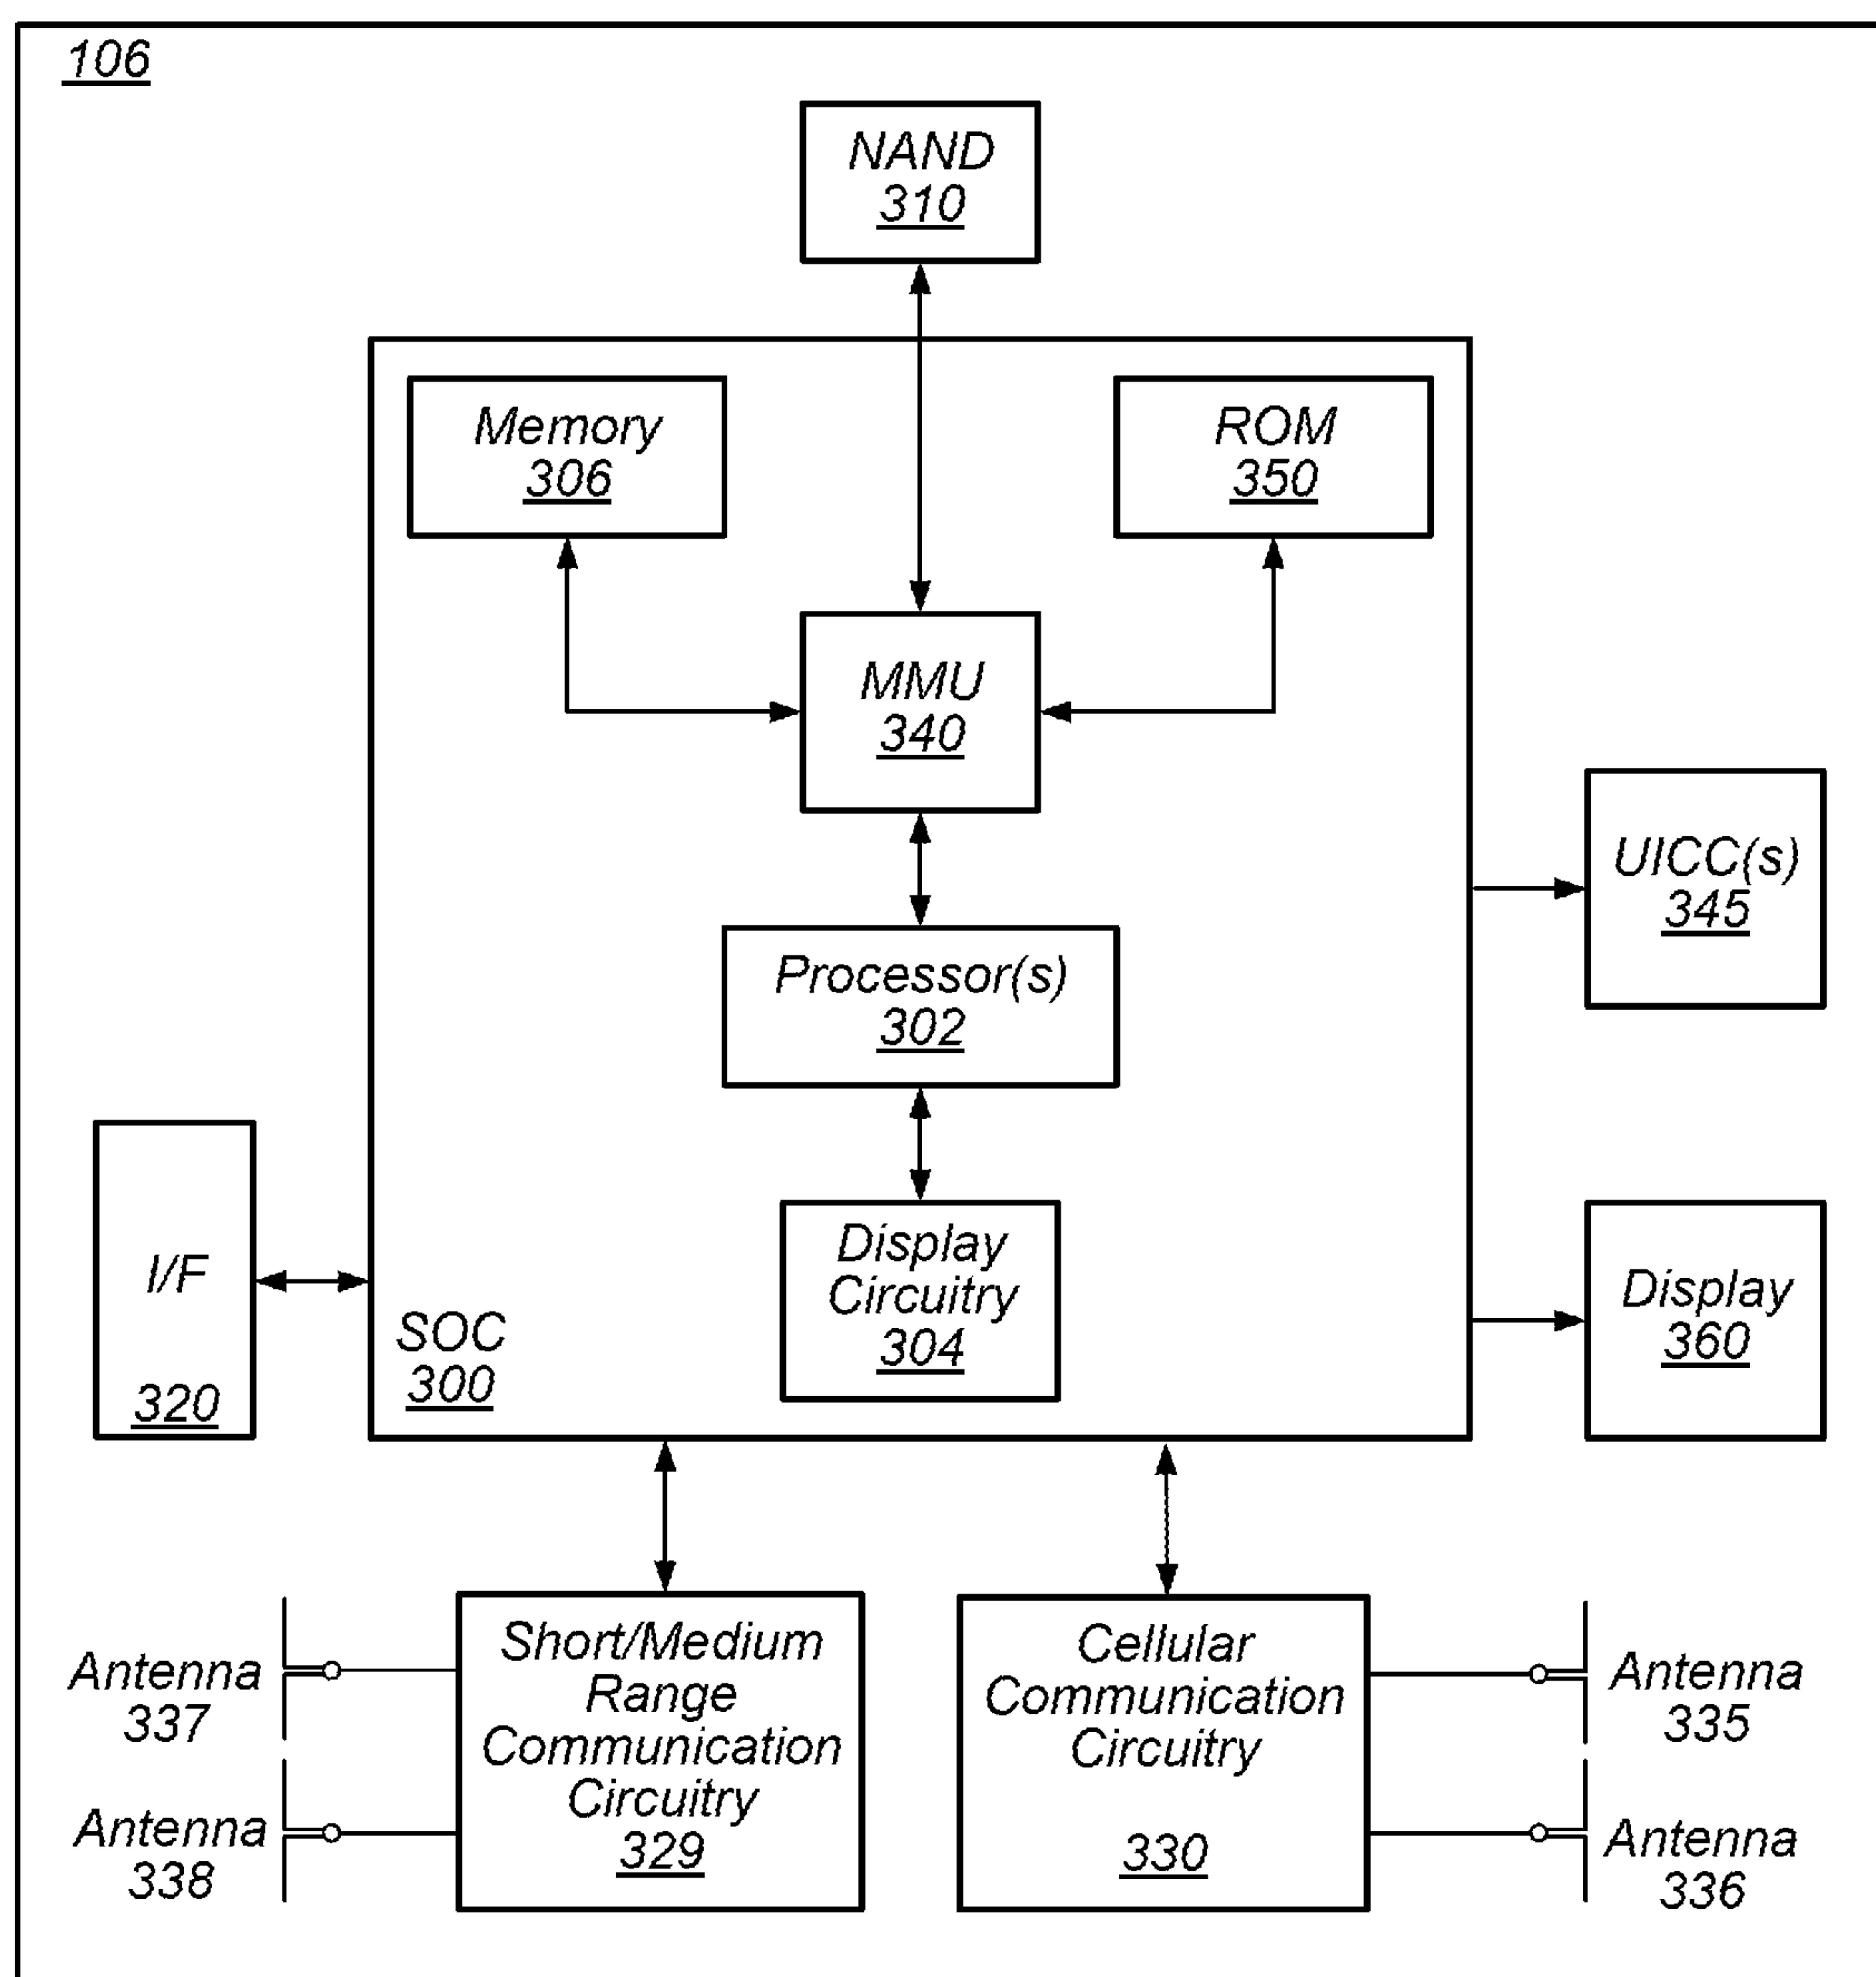 106
NAND
310
Memory
306
ROM
350
MMU
340
UICC(s)
345
Processor(s)
302
I/F
320
Display
Circuitry
304
SOC
300
Display
360
Antenna
337
Antenna
338
Short/Medium
Range
Communication
Circuitry
329
Cellular
Communication
Circuitry
330
Antenna
335
Antenna
336